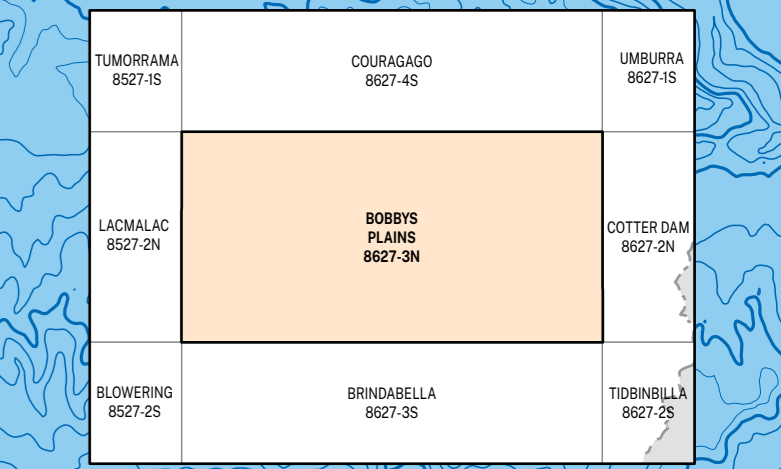 TUMORRAMA
8527-1S
COURAGAGO
8627-4S
UMBURRA
8627-1S
LACMALAC
8527-2N
BOBBYS
PLAINS
8627-3N
COTTER DAM
8627-2N
BLOWERING
8527-2S
BRINDABELLA
8627-3S
TIDBINBILLA
8627-2S